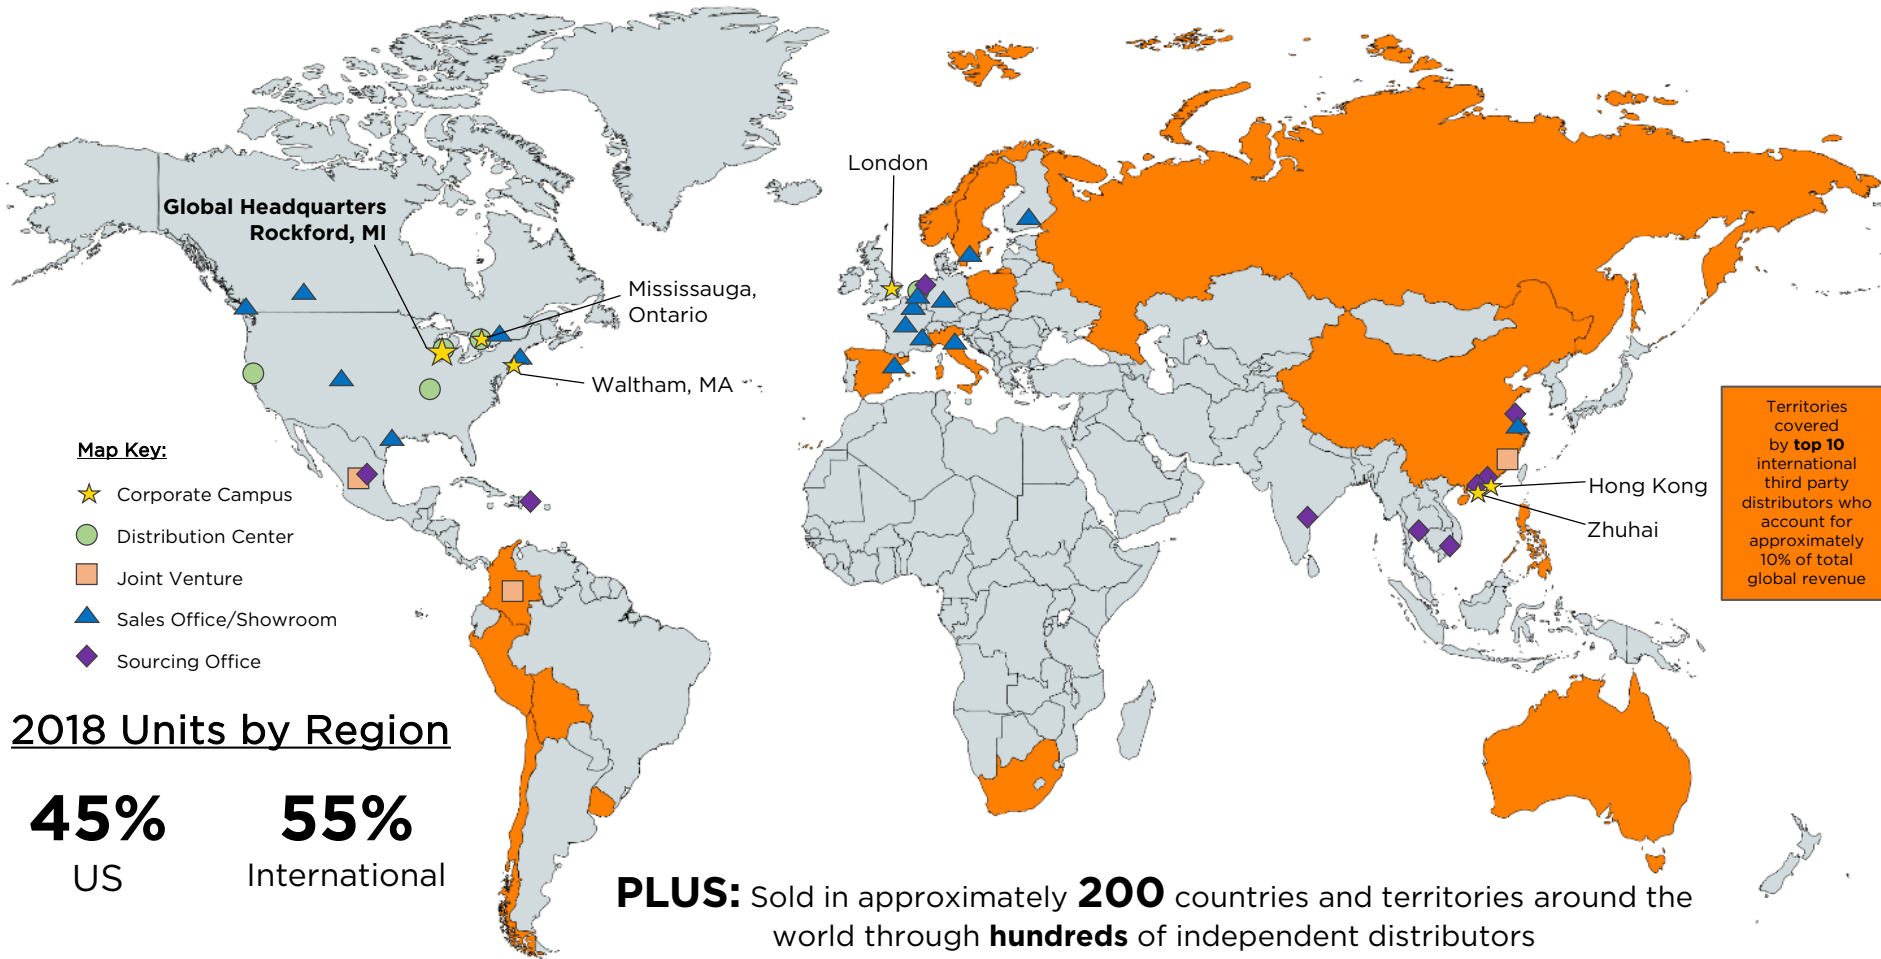 London
Global Headquarters
Rockford, MI
Mississauga,
Ontario
Waltham, MA
Map Key:
Corporate Campus
Distribution Center
Joint Venture
Sales Office/Showroom
Sourcing Office
Hong Kong
Zhuhai
Territories
covered
by top 10
international
third party
distributors who
account for
approximately
10% of total
global revenue
2018 Units by Region
45%
US
55%
International
PLUS: Sold in approximately 200 countries and territories around the
world through hundreds of independent distributors